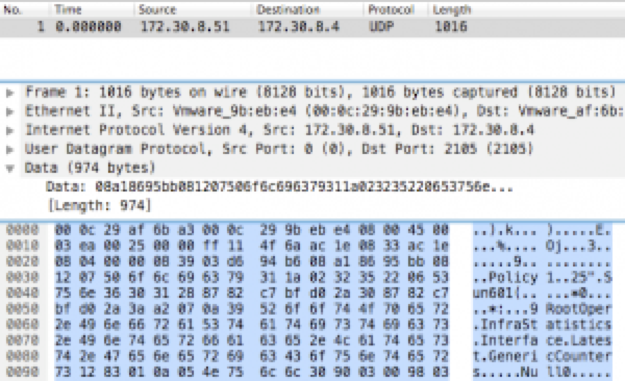 No. Time Source Destination Protocol Length
1 0.000000 172.30.8.51 172.30.8.4 UDP 1016
Frame 1: 1016 bytes on wire (8128 bits), 1016 bytes captured (8128 bits)
Ethernet II, Src: Vmware_9b:eb:e4 (00:0c:29:9b:eb:e4), Dst: Vmware_af:6b:
Internet Protocol Version 4, Src: 172.30.8.51, Dst: 172.30.8.4
User Datagram Protocol, Src Port: 0 (0), Dst Port: 2105 (2105)
Data (974 bytes)
Data: 08a18695bb081207506f6c696379311a023235220653756e...
[Length: 974]
0000 00 0c 29 af 6b a3 00 0c 29 9b eb e4 08 00 45 00 ..).k... ).....E.
0010 03 ea 00 25 00 00 ff 11 4f 6a ac 1e 08 33 ac 1e ...%.... Oj...3..
0020 08 04 00 00 08 39 03 d6 94 b6 08 a1 86 95 bb 08 .....9.. ........
0030 12 07 50 6f 6c 69 63 79 31 1a 02 32 35 22 06 53 ..Policy 1..25".S
0040 75 6e 36 30 31 28 87 82 c7 bf d0 2a 30 87 82 c7 un601(.. ...*0...
0050 bf d0 2a 3a a2 07 0a 39 52 6f 6f 74 4f 70 65 72 ..*:...9 RootOper
0060 2e 49 6e 66 72 61 53 74 61 74 69 73 74 69 63 73 .InfraSt atistics
0070 2e 49 6e 74 65 72 66 61 63 65 2e 4c 61 74 65 73 .Interfa ce.Lates
0080 74 2e 47 65 6e 65 72 69 63 43 6f 75 6e 74 65 72 t.Generi cCounter
0090 73 12 83 01 0a 05 4e 75 6c 6c 30 90 03 00 98 03 s.....Nu ll0.....